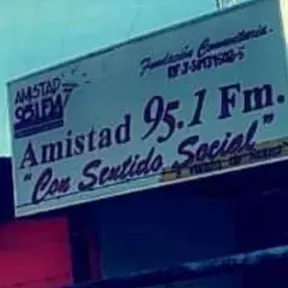 AMISTAD
95.1 FM
Fundación Comunitaria.
Amistad 95.1 Fm.
"Con Sentido Social"